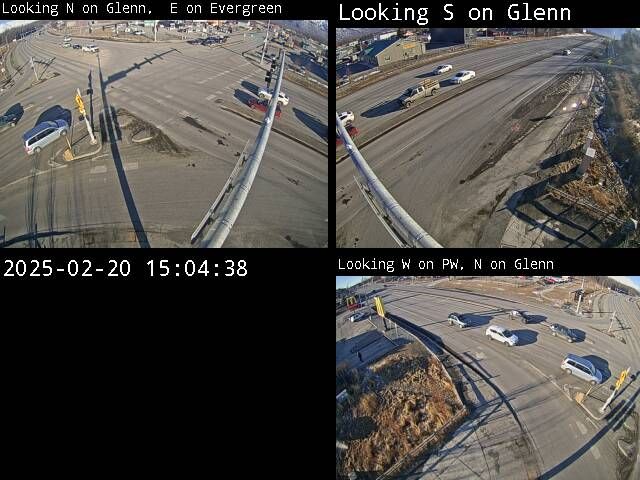 Looking N on Glenn,  E on Evergreen
Looking S on Glenn
2025-02-20 15:04:38
Looking W on PW, N on Glenn